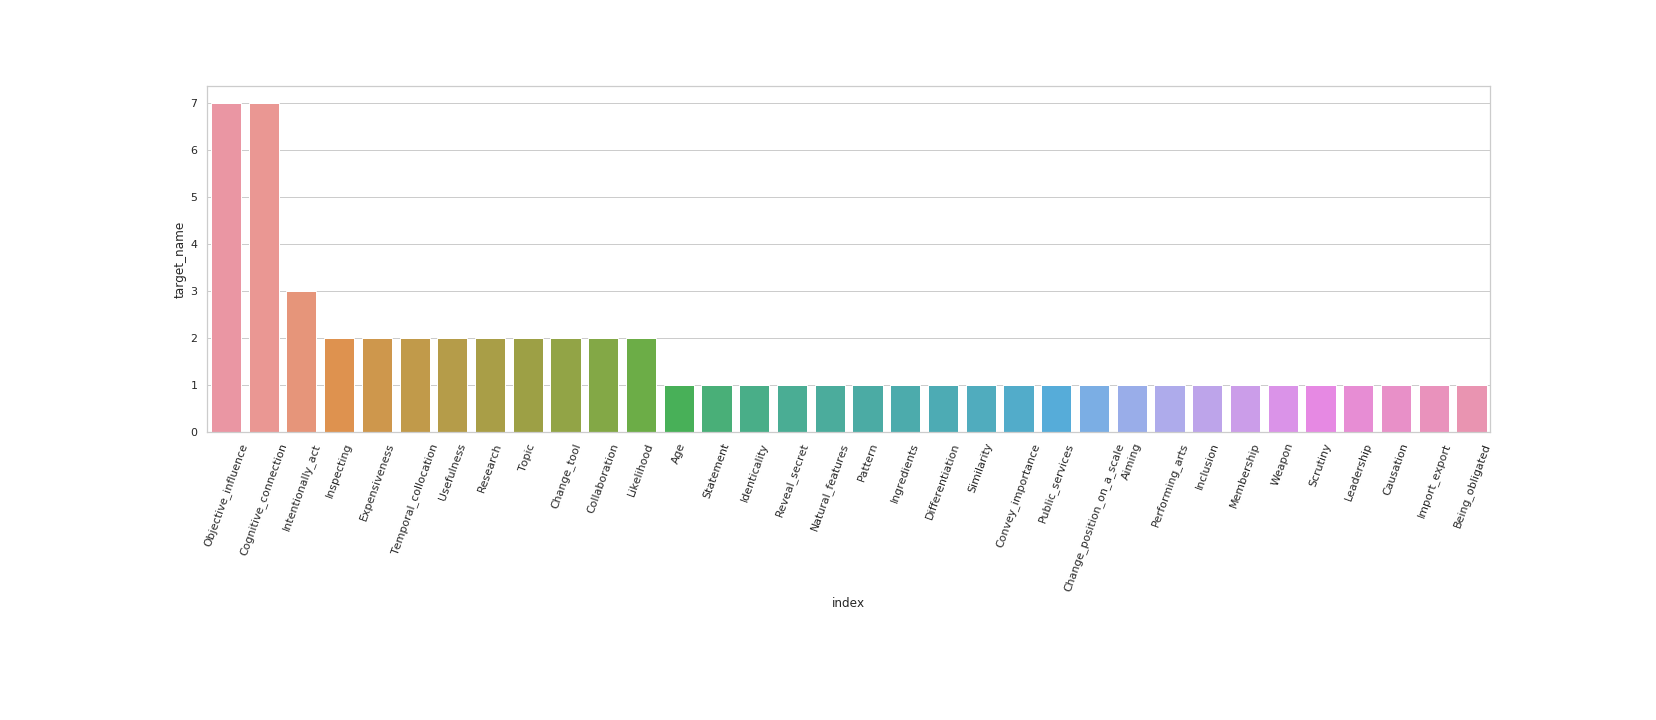 7
6
5
4
3
2
1
0
target_name
Objective_influence
Cognitive_connection
Intentionally_act
Inspecting
Expensiveness
Temporal_collocation
Usefulness
Research
Topic
Change_tool
Collaboration
Likelihood
Age
Statement
Identicality
Reveal_secret
Natural_features
Pattern
Ingredients
Differentiation
Similarity
Convey_importance
Public_services
Change_position_on_a_scale
Aiming
Performing_arts
Inclusion
Membership
Weapon
Scrutiny
Leadership
Causation
Import_export
Being_obligated
index